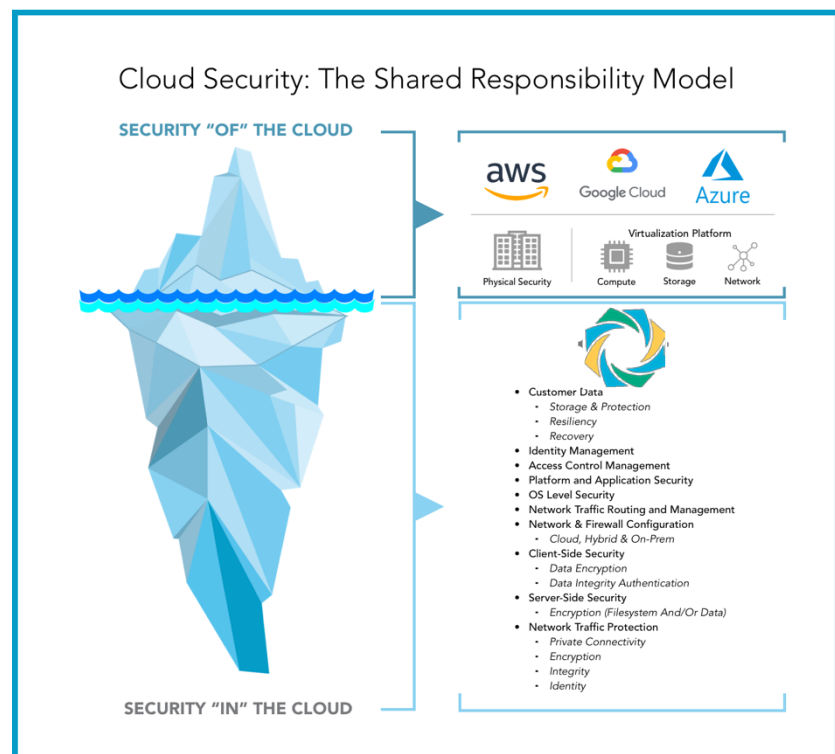 Cloud Security: The Shared Responsibility Model
SECURITY “OF” THE CLOUD
aws
Google Cloud
Azure
Virtualization Platform
Physical Security
Compute
Storage
Network
• Customer Data
- Storage & Protection
- Resiliency
- Recovery
• Identity Management
• Access Control Management
• Platform and Application Security
• OS Level Security
• Network Traffic Routing and Management
• Network & Firewall Configuration
- Cloud, Hybrid & On-Prem
• Client-Side Security
- Data Encryption
- Data Integrity Authentication
• Server-Side Security
- Encryption (Filesystem And/Or Data)
• Network Traffic Protection
- Private Connectivity
- Encryption
- Integrity
- Identity
SECURITY “IN” THE CLOUD